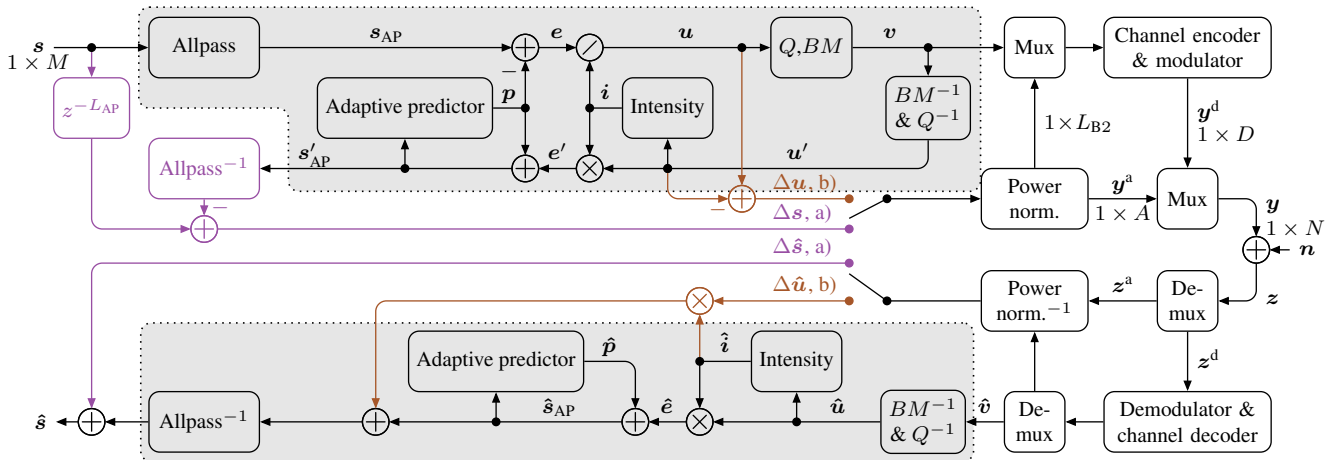 s
1 × M
Allpass
s_AP
e
u
Q,BM
v
Mux
Channel encoder
& modulator
z^{-L_AP}
Adaptive predictor
−
p
i
Intensity
BM^{-1}
& Q^{-1}
1×L_B2
y^d
1 × D
Allpass^{-1}
s′_AP
e′
u′
−
−
Δu, b)
Δs, a)
Power
norm.
y^a
1 × A
Mux
y
1 × N
n
Δŝ, a)
Δû, b)
Power
norm.^{-1}
z^a
De-
mux
z
Adaptive predictor
p̂
î
Intensity
z^d
ŝ
Allpass^{-1}
ŝ_AP
ê
û
BM^{-1}
& Q^{-1}
v̂
De-
mux
Demodulator &
channel decoder